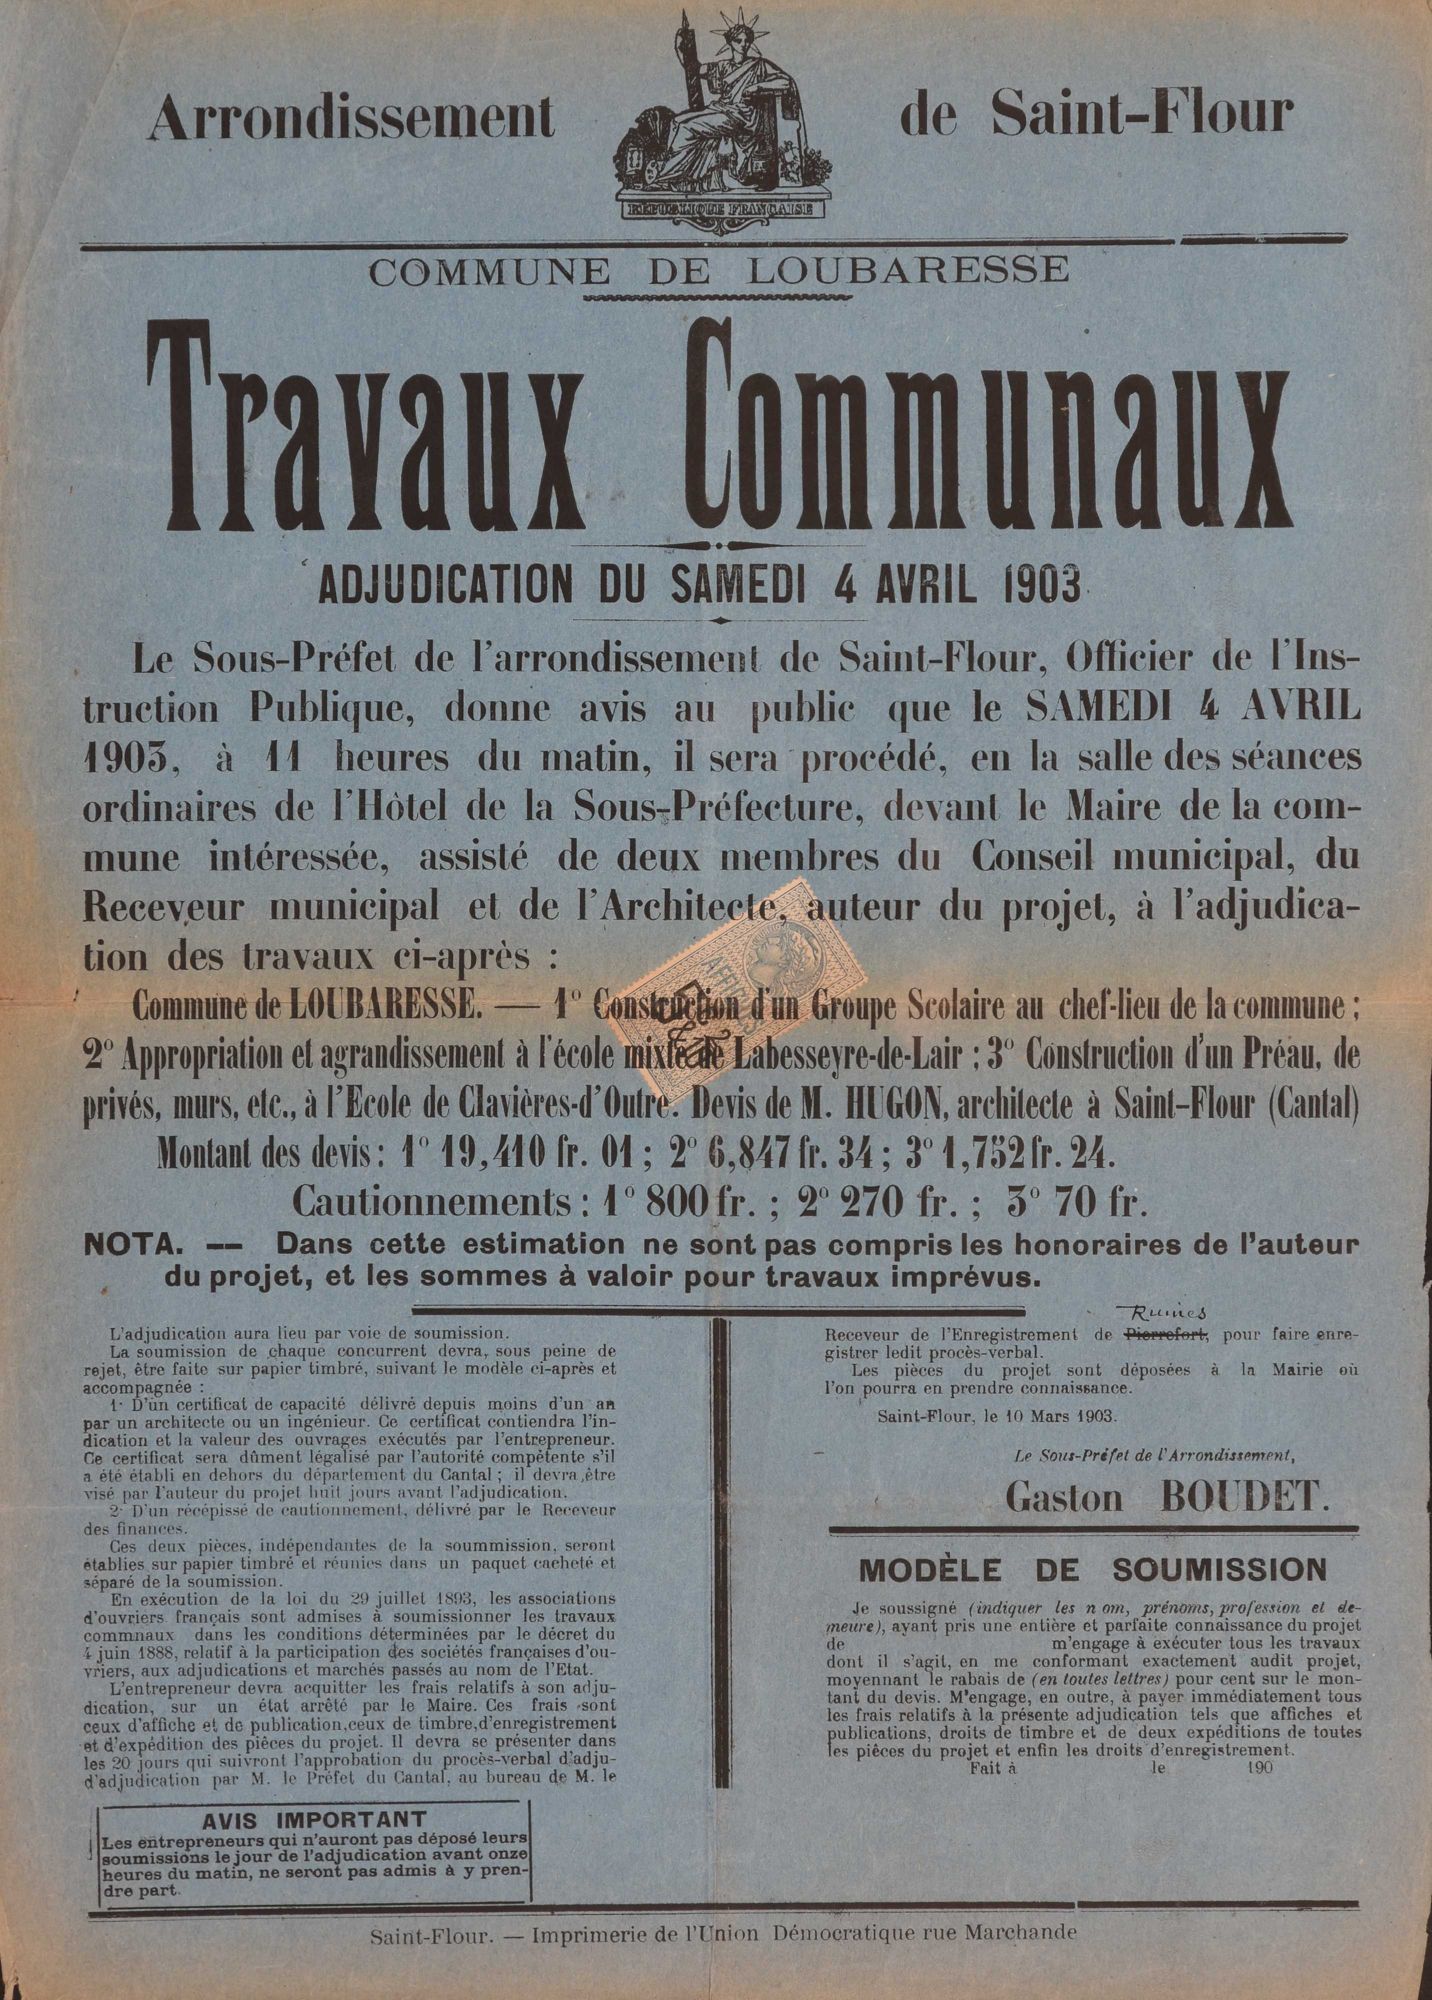 Arrondissement de Saint-Flour
RÉPUBLIQUE FRANÇAISE
COMMUNE DE LOUBARESSE
Travaux Communaux
ADJUDICATION DU SAMEDI 4 AVRIL 1903
Le Sous-Préfet de l'arrondissement de Saint-Flour, Officier de l'Ins-
truction Publique, donne avis au public que le SAMEDI 4 AVRIL
1903, à 11 heures du matin, il sera procédé, en la salle des séances
ordinaires de l'Hôtel de la Sous-Préfecture, devant le Maire de la com-
mune intéressée, assisté de deux membres du Conseil municipal, du
Receveur municipal et de l'Architecte, auteur du projet, à l'adjudica-
tion des travaux ci-après :
AFFICHES
Commune de LOUBARESSE. — 1° Construction d'un Groupe Scolaire au chef-lieu de la commune ;
2° Appropriation et agrandissement à l'école mixte de Labesseyre-de-Lair ; 3° Construction d'un Préau, de
privés, murs, etc., à l'Ecole de Clavières-d'Outre. Devis de M. HUGON, architecte à Saint-Flour (Cantal)
Montant des devis : 1° 19,410 fr. 01 ; 2° 6,847 fr. 34 ; 3° 1,752 fr. 24.
Cautionnements : 1° 800 fr. ; 2° 270 fr. ; 3° 70 fr.
NOTA. — Dans cette estimation ne sont pas compris les honoraires de l'auteur
du projet, et les sommes à valoir pour travaux imprévus.
L'adjudication aura lieu par voie de soumission.
La soumission de chaque concurrent devra, sous peine de
rejet, être faite sur papier timbré, suivant le modèle ci-après et
accompagnée :
1· D'un certificat de capacité délivré depuis moins d'un an
par un architecte ou un ingénieur. Ce certificat contiendra l'in-
dication et la valeur des ouvrages exécutés par l'entrepreneur.
Ce certificat sera dûment légalisé par l'autorité compétente s'il
a été établi en dehors du département du Cantal ; il devra être
visé par l'auteur du projet huit jours avant l'adjudication.
2· D'un récépissé de cautionnement, délivré par le Receveur
des finances.
Ces deux pièces, indépendantes de la soummission, seront
établies sur papier timbré et réunies dans un paquet cacheté et
séparé de la soumission.
En exécution de la loi du 29 juillet 1893, les associations
d'ouvriers français sont admises à soumissionner les travaux
commnaux dans les conditions déterminées par le décret du
4 juin 1888, relatif à la participation des sociétés françaises d'ou-
vriers, aux adjudications et marchés passés au nom de l'Etat.
L'entrepreneur devra acquitter les frais relatifs à son adju-
dication, sur un état arrêté par le Maire. Ces frais sont
ceux d'affiche et de publication, ceux de timbre, d'enregistrement
et d'expédition des pièces du projet. Il devra se présenter dans
les 20 jours qui suivront l'approbation du procès-verbal d'adju-
d'adjudication par M. le Préfet du Cantal, au bureau de M. le
AVIS IMPORTANT
Les entrepreneurs qui n'auront pas déposé leurs
soumissions le jour de l'adjudication avant onze
heures du matin, ne seront pas admis à y pren-
dre part.
Ruines
Receveur de l'Enregistrement de Pierrefort, pour faire enre-
gistrer ledit procès-verbal.
Les pièces du projet sont déposées à la Mairie où
l'on pourra en prendre connaissance.
Saint-Flour, le 10 Mars 1903.
Le Sous-Préfet de l'Arrondissement,
Gaston BOUDET.
MODÈLE DE SOUMISSION
Je soussigné (indiquer les n om, prénoms, profession et de-
meure), ayant pris une entière et parfaite connaissance du projet
de m'engage à exécuter tous les travaux
dont il s'agit, en me conformant exactement audit projet,
moyennant le rabais de (en toutes lettres) pour cent sur le mon-
tant du devis. M'engage, en outre, à payer immédiatement tous
les frais relatifs à la présente adjudication tels que affiches et
publications, droits de timbre et de deux expéditions de toutes
les pièces du projet et enfin les droits d'enregistrement.
Fait à le 190
Saint-Flour. — Imprimerie de l'Union Démocratique rue Marchande